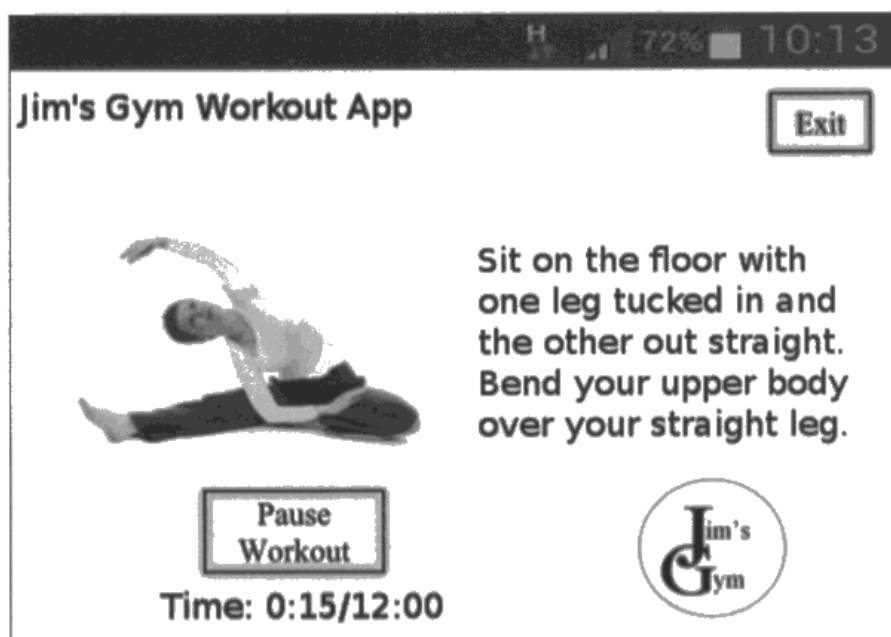 H 72% 10:13
Jim's Gym Workout App
Exit
Sit on the floor with
one leg tucked in and
the other out straight.
Bend your upper body
over your straight leg.
Pause
Workout
Time: 0:15/12:00
Jim's
Gym